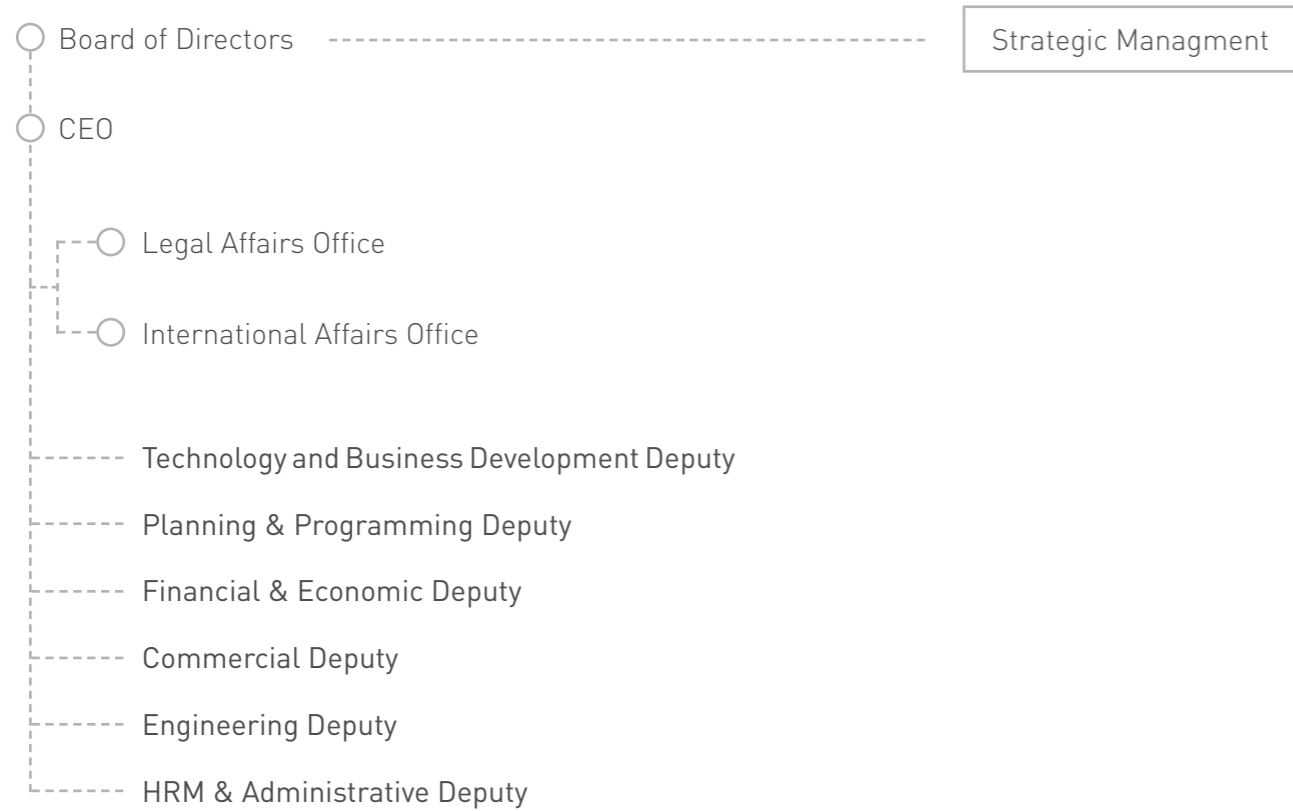 Board of Directors
Strategic Managment
CEO
Legal Affairs Office
International Affairs Office
Technology and Business Development Deputy
Planning & Programming Deputy
Financial & Economic Deputy
Commercial Deputy
Engineering Deputy
HRM & Administrative Deputy